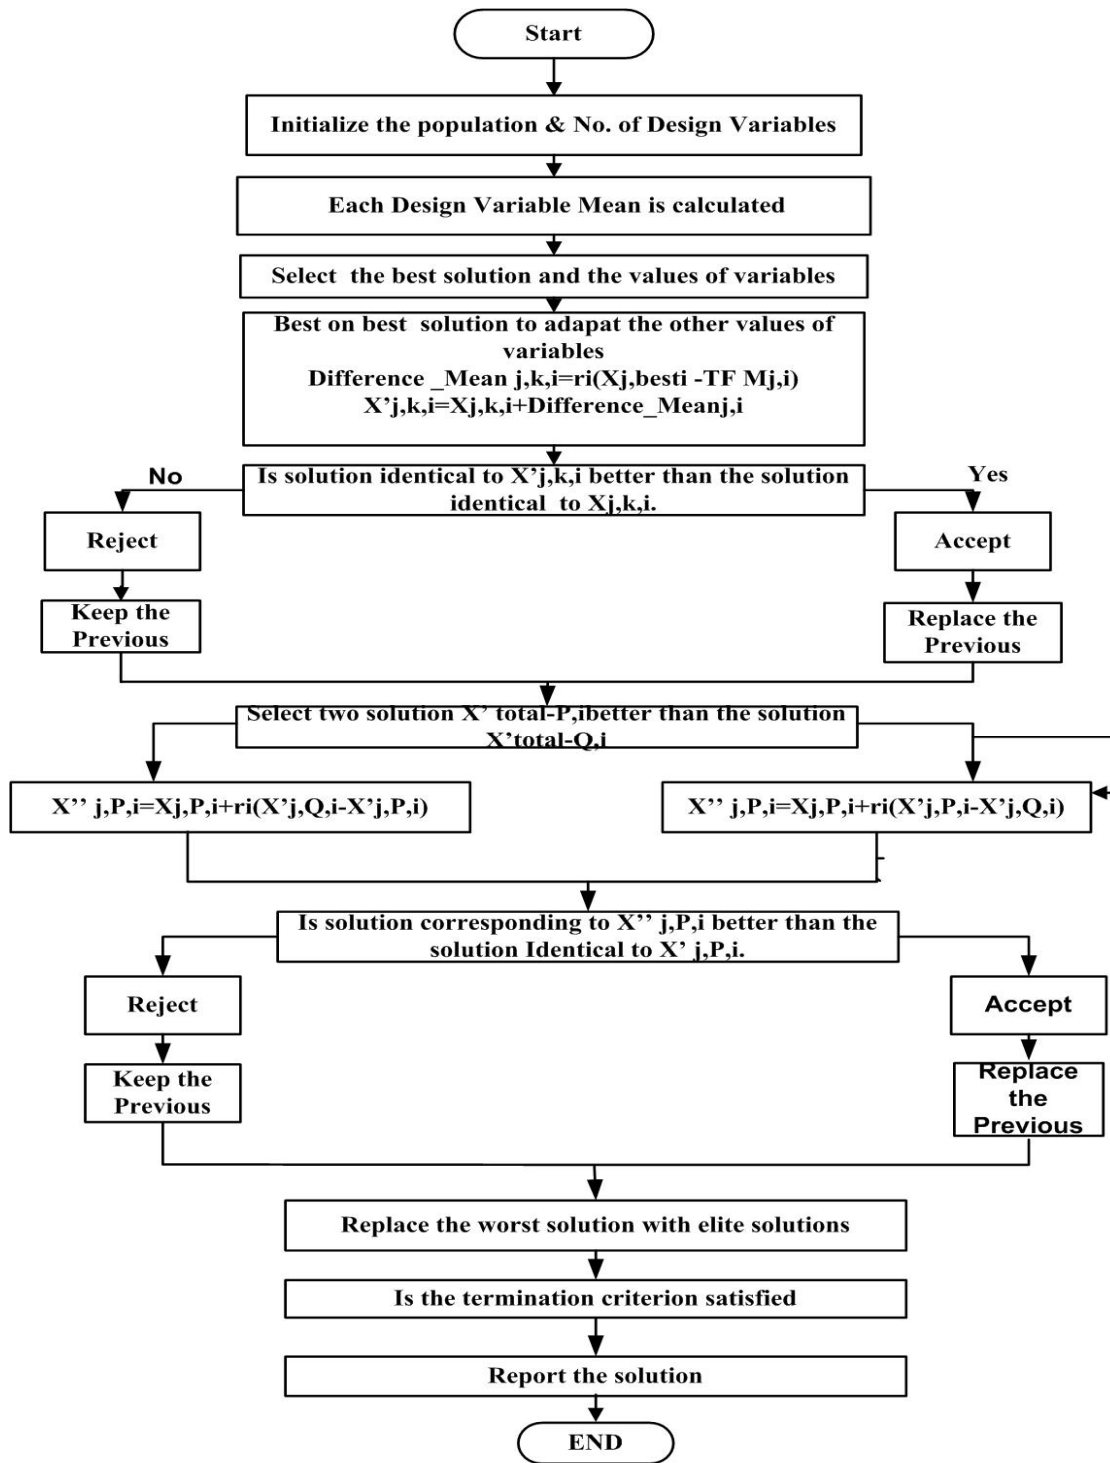 Start
Initialize the population & No. of Design Variables
Each Design Variable Mean is calculated
Select the best solution and the values of variables
Best on best solution to adapat the other values of
variables
Difference _Mean j,k,i=ri(Xj,besti -TF Mj,i)
X’j,k,i=Xj,k,i+Difference_Meanj,i
No
Is solution identical to X’j,k,i better than the solution
identical to Xj,k,i.
Yes
Reject
Accept
Keep the
Previous
Replace the
Previous
Select two solution X’ total-P,ibetter than the solution
X’total-Q,i
X’’ j,P,i=Xj,P,i+ri(X’j,Q,i-X’j,P,i)
X’’ j,P,i=Xj,P,i+ri(X’j,P,i-X’j,Q,i)
Is solution corresponding to X’’ j,P,i better than the
solution Identical to X’ j,P,i.
Reject
Accept
Keep the
Previous
Replace
the
Previous
Replace the worst solution with elite solutions
Is the termination criterion satisfied
Report the solution
END